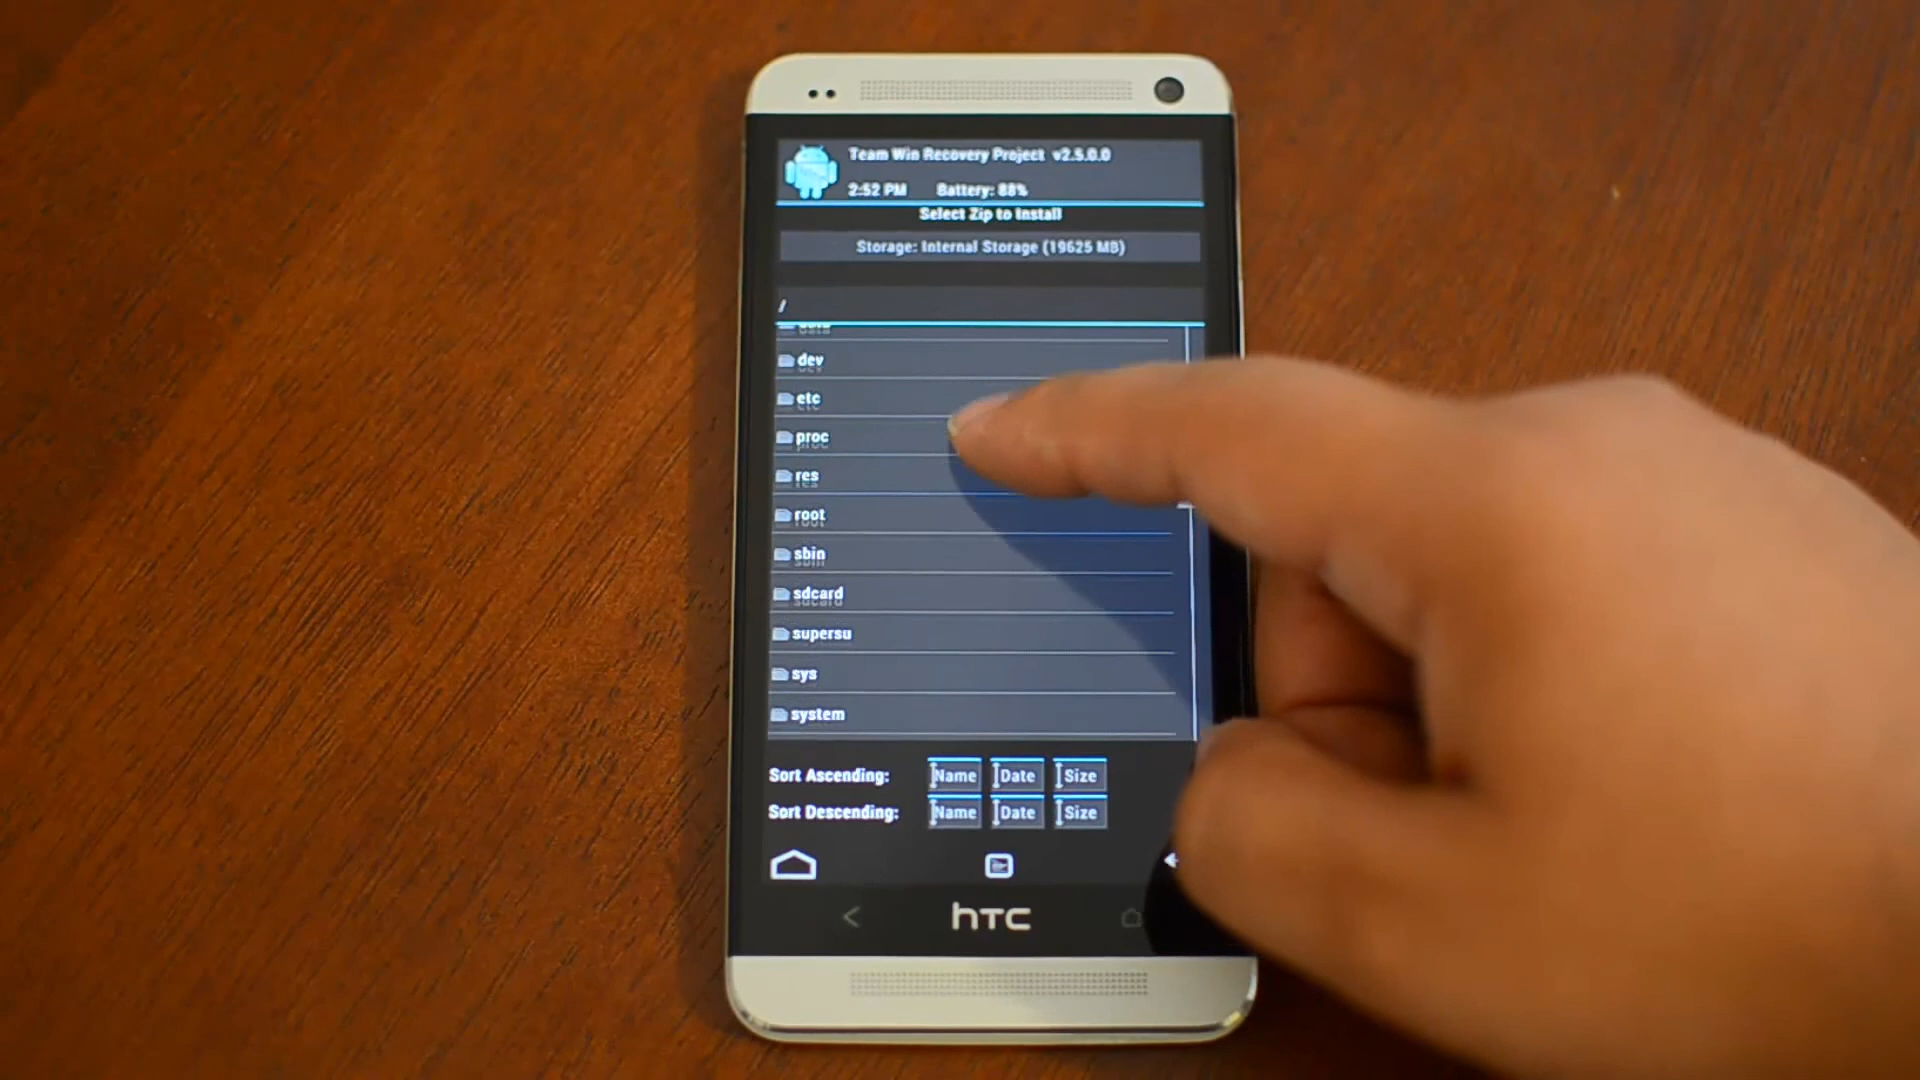 Team Win Recovery Project v2.5.0.0
2:52 PM Battery: 88%
Select Zip to Install
Storage: Internal Storage (19625 MB)
/
dev
etc
proc
res
root
sbin
sdcard
supersu
sys
system
Sort Ascending: Name Date Size
Sort Descending: Name Date Size
hTC